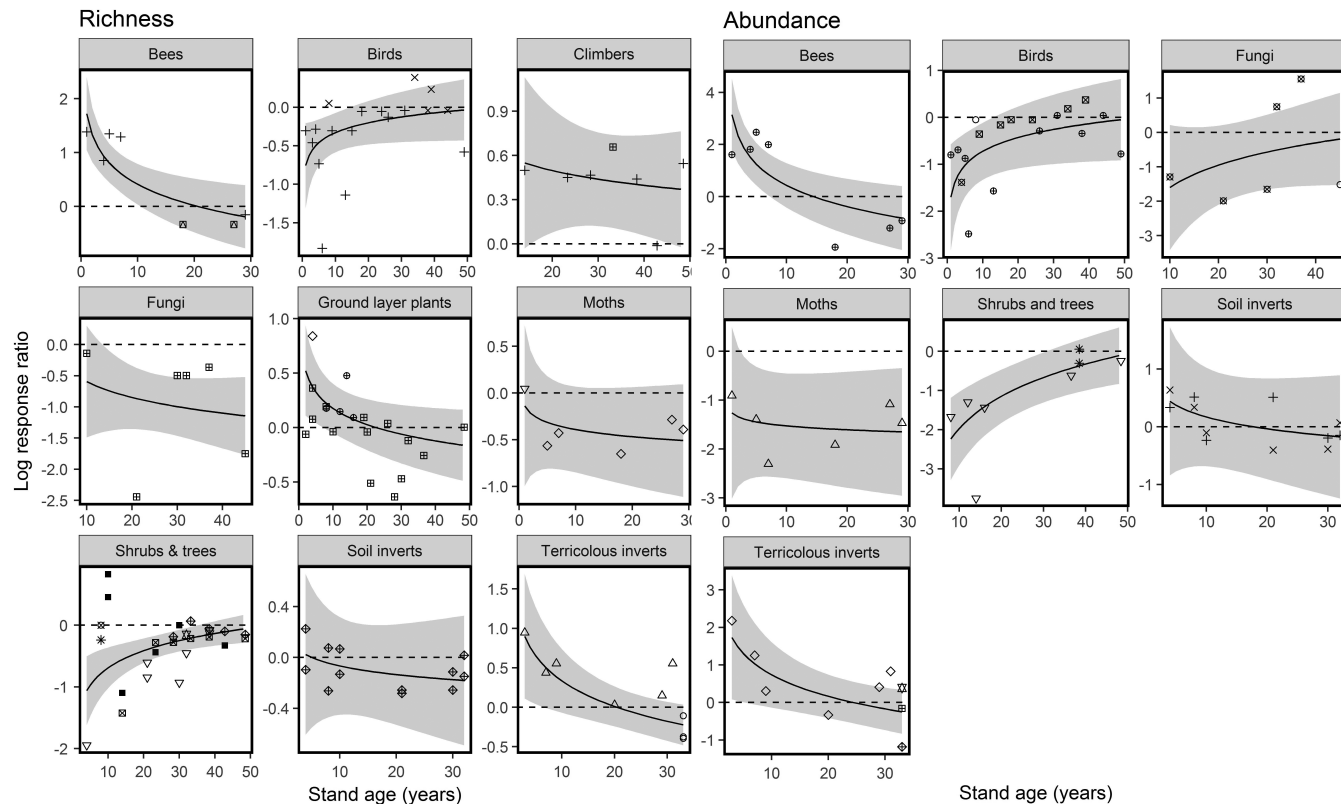 Richness
Abundance
Bees
Birds
Climbers
Bees
Birds
Fungi
2
1
0
0 10 20 30
0.0
-0.5
-1.0
-1.5
0 10 20 30 40 50
0.9
0.6
0.3
0.0
20 30 40 50
4
2
0
-2
0 10 20 30
1
0
-1
-2
-3
0 10 20 30 40 50
1
0
-1
-2
-3
10 20 30 40
Log response ratio
Fungi
Ground layer plants
Moths
Moths
Shrubs and trees
Soil inverts
0.0
-0.5
-1.0
-1.5
-2.0
-2.5
10 20 30 40
1.0
0.5
0.0
-0.5
0 10 20 30 40 50
0.5
0.0
-0.5
-1.0
0 10 20 30
0
-1
-2
-3
0 10 20 30
0
-1
-2
-3
10 20 30 40 50
1
0
-1
10 20 30
Shrubs & trees
Soil inverts
Terricolous inverts
Terricolous inverts
0
-1
-2
10 20 30 40 50
0.4
0.0
-0.4
10 20 30
1.5
1.0
0.5
0.0
-0.5
10 20 30
3
2
1
0
-1
10 20 30
Stand age (years)
Stand age (years)